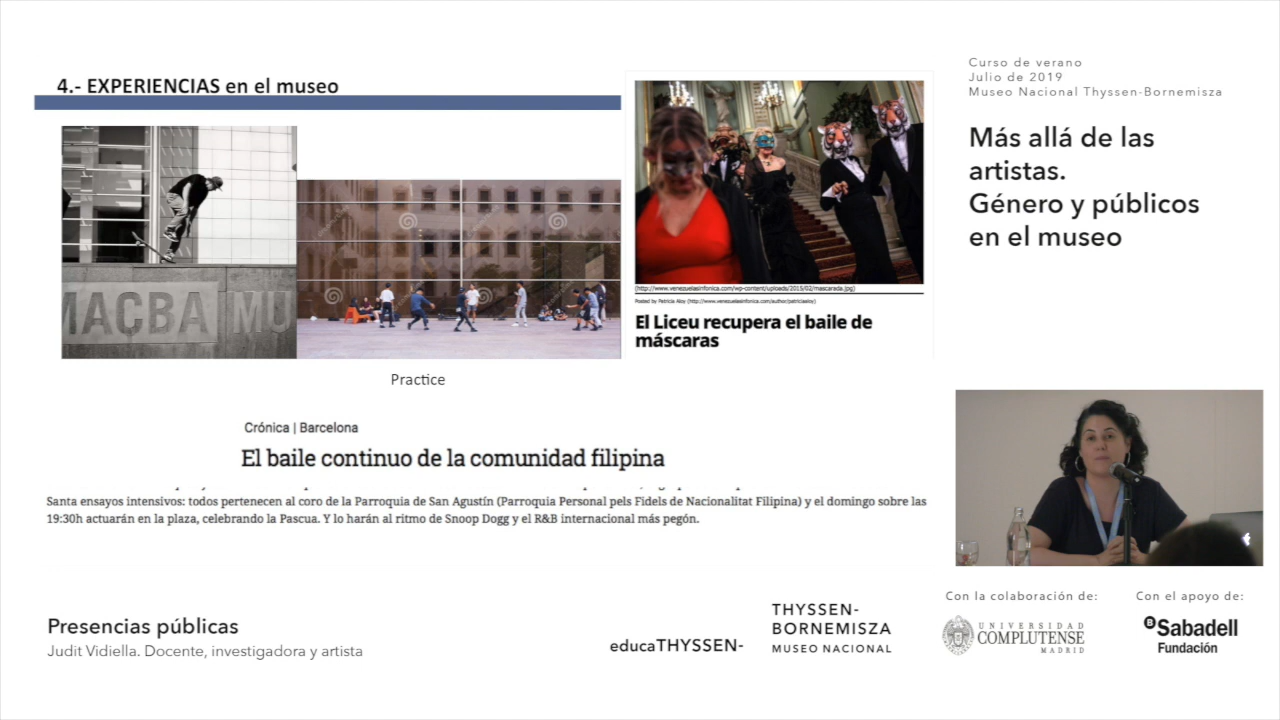 4.- EXPERIENCIAS en el museo
MACBA MU
(http://www.venezuelasinfonica.com/wp-content/uploads/2015/02/mascarada.jpg)
Posted by Patricia Aloy (http://www.venezuelasinfonica.com/author/patriciaaloy)
El Liceu recupera el baile de
máscaras
Practice
Crónica | Barcelona
El baile continuo de la comunidad filipina
Santa ensayos intensivos: todos pertenecen al coro de la Parroquia de San Agustín (Parroquia Personal pels Fidels de Nacionalitat Filipina) y el domingo sobre las
19:30h actuarán en la plaza, celebrando la Pascua. Y lo harán al ritmo de Snoop Dogg y el R&B internacional más pegón.
Curso de verano
Julio de 2019
Museo Nacional Thyssen-Bornemisza
Más allá de las
artistas.
Género y públicos
en el museo
Presencias públicas
Judit Vidiella. Docente, investigadora y artista
educaTHYSSEN-
THYSSEN-
BORNEMISZA
MUSEO NACIONAL
Con la colaboración de:
UNIVERSIDAD
COMPLUTENSE
MADRID
Con el apoyo de:
B Sabadell
Fundación